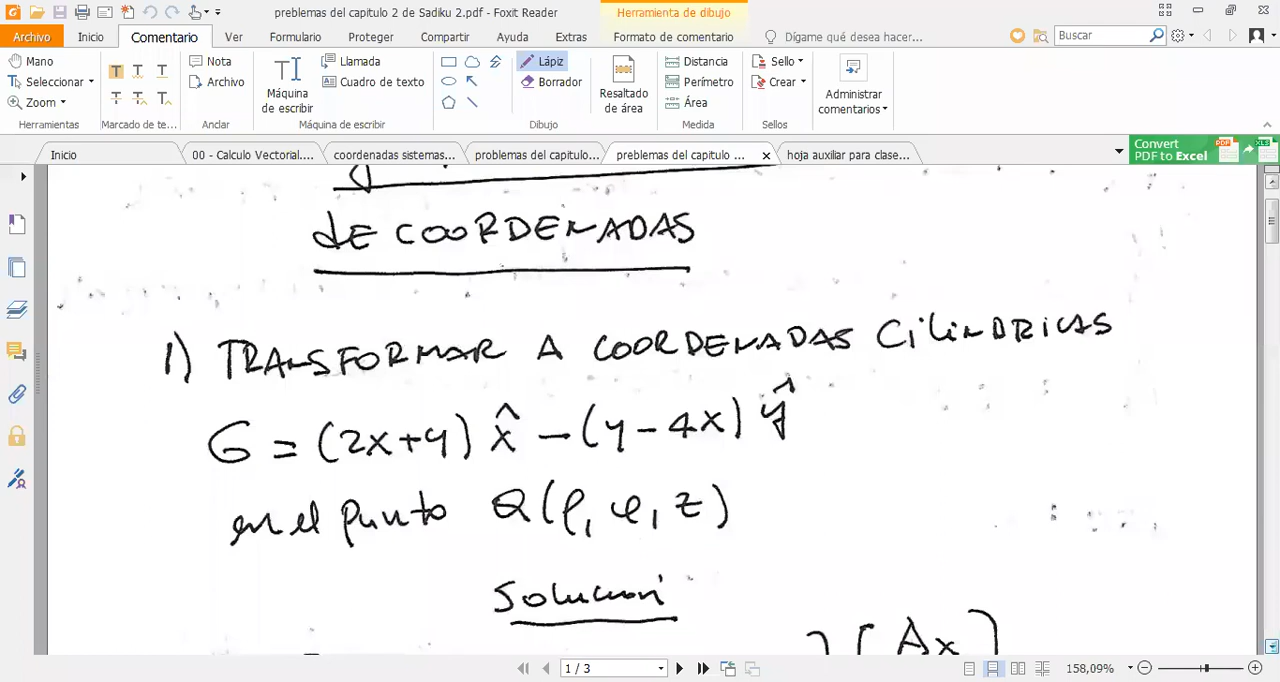 preblemas del capitulo 2 de Sadiku 2.pdf - Foxit Reader
Herramienta de dibujo
Archivo Inicio Comentario Ver Formulario Proteger Compartir Ayuda Extras Formato de comentario Dígame qué desea hacer... Buscar
Mano
Seleccionar
Zoom
Herramientas
T T T
T T T
Marcado de te...
Nota
Archivo
Anclar
Máquina de escribir
Llamada
Cuadro de texto
Máquina de escribir
Lápiz
Borrador
Dibujo
Resaltado de área
Distancia
Perímetro
Área
Medida
Sello
Crear
Sellos
Administrar comentarios
Inicio 00 - Calculo Vectorial.... coordenadas sistemas... problemas del capitulo... preblemas del capitulo ... hoja auxiliar para clase...
Convert
PDF to Excel
DE COORDENADAS
1) TRANSFORMAR A COORDENADAS CILINDRICAS
G = (2x+y) x̂ - (y - 4x) ŷ
en el punto Q(ρ, φ, z)
Solucion
] [Ax]
1 / 3
158,09%